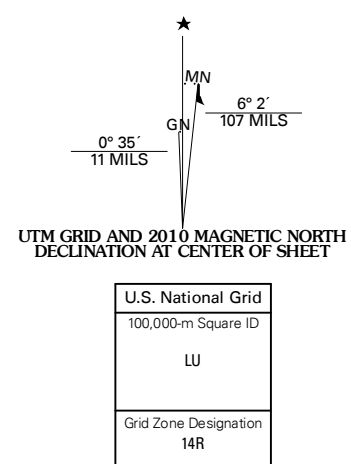 MN
GN
6° 2´
107 MILS
0° 35´
11 MILS
UTM GRID AND 2010 MAGNETIC NORTH
DECLINATION AT CENTER OF SHEET
U.S. National Grid
100,000-m Square ID
LU
Grid Zone Designation
14R